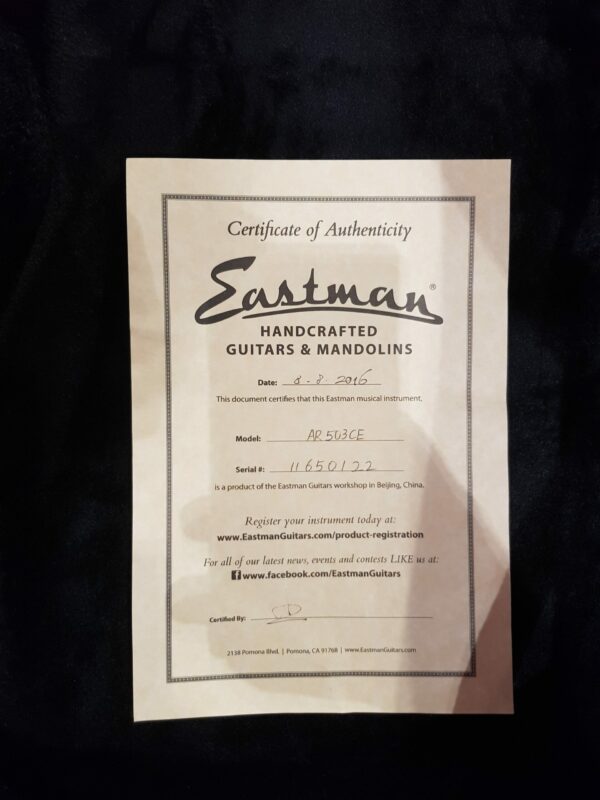 Certificate of Authenticity
Eastman®
HANDCRAFTED
GUITARS & MANDOLINS
Date: 8-8-2016
This document certifies that this Eastman musical instrument,
Model: AR503CE
Serial #: 11650122
is a product of the Eastman Guitars workshop in Beijing, China.
Register your instrument today at:
www.EastmanGuitars.com/product-registration
For all of our latest news, events and contests LIKE us at:
f www.facebook.com/EastmanGuitars
Certified By:
2138 Pomona Blvd. | Pomona, CA 91768 | www.EastmanGuitars.com